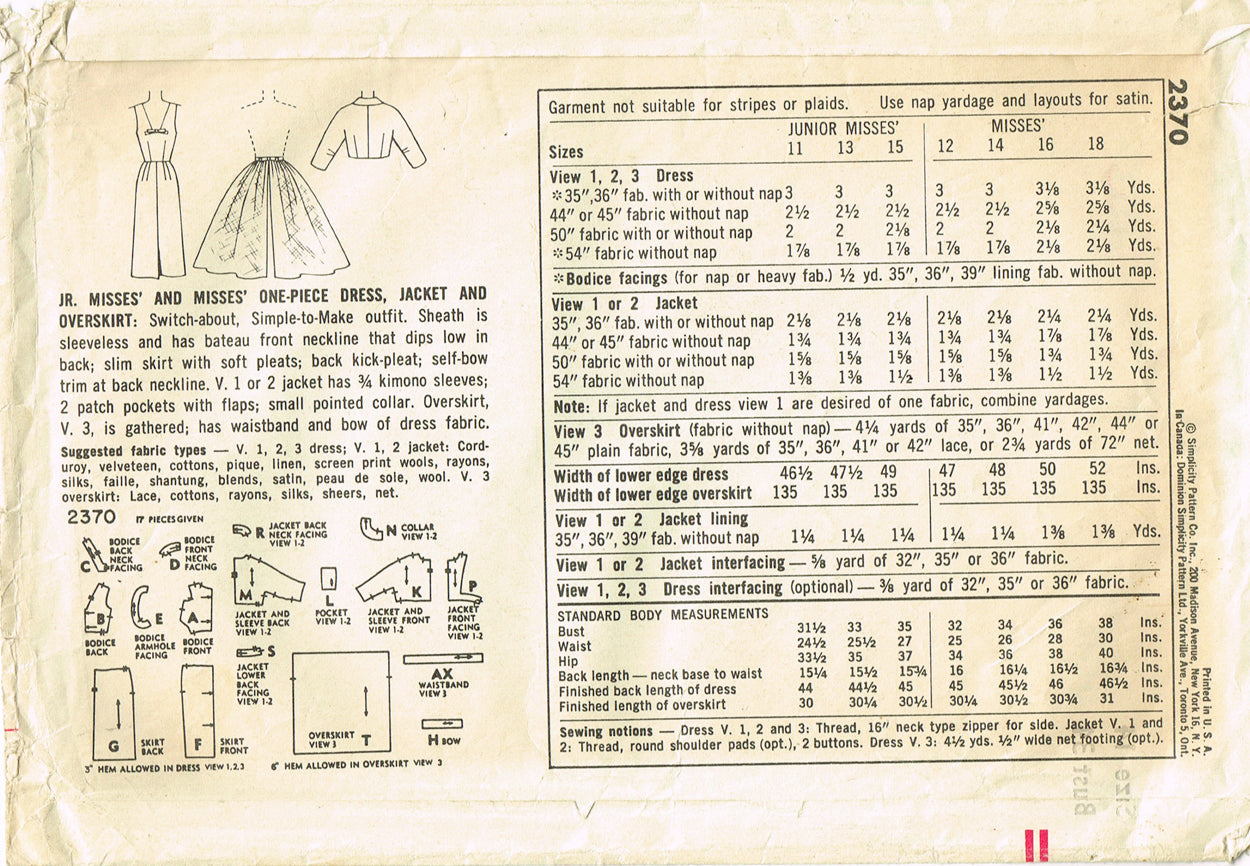 JR. MISSES' AND MISSES' ONE-PIECE DRESS, JACKET AND
OVERSKIRT: Switch-about, Simple-to-Make outfit. Sheath is
sleeveless and has bateau front neckline that dips low in
back; slim skirt with soft pleats; back kick-pleat; self-bow
trim at back neckline. V. 1 or 2 jacket has ¾ kimono sleeves;
2 patch pockets with flaps; small pointed collar. Overskirt,
V. 3, is gathered; has waistband and bow of dress fabric.
Suggested fabric types — V. 1, 2, 3 dress; V. 1, 2 jacket: Cord-
uroy, velveteen, cottons, pique, linen, screen print wools, rayons,
silks, faille, shantung, blends, satin, peau de sole, wool. V. 3
overskirt: Lace, cottons, rayons, silks, sheers, net.
2370 17 PIECES GIVEN
C BODICE
BACK
NECK
FACING
D BODICE
FRONT
NECK
FACING
R JACKET BACK
NECK FACING
VIEW 1-2
N COLLAR
VIEW 1-2
B
BODICE
BACK
E
BODICE
ARMHOLE
FACING
A
BODICE
FRONT
M
JACKET AND
SLEEVE BACK
VIEW 1-2
L
POCKET
VIEW 1-2
K
JACKET AND
SLEEVE FRONT
VIEW 1-2
P
JACKET
FRONT
FACING
VIEW 1-2
S
JACKET
LOWER
BACK
FACING
VIEW 1-2
AX
WAISTBAND
VIEW 3
G SKIRT
BACK
F SKIRT
FRONT
OVERSKIRT
VIEW 3 T
H BOW
3" HEM ALLOWED IN DRESS VIEW 1,2,3
6" HEM ALLOWED IN OVERSKIRT VIEW 3
Garment not suitable for stripes or plaids. Use nap yardage and layouts for satin.
JUNIOR MISSES' MISSES'
Sizes 11 13 15 12 14 16 18
View 1, 2, 3 Dress
*35",36" fab. with or without nap 3 3 3 3 3 3⅛ 3⅛ Yds.
44" or 45" fabric without nap 2½ 2½ 2½ 2½ 2½ 2⅝ 2⅝ Yds.
50" fabric with or without nap 2 2 2⅛ 2 2 2⅛ 2¼ Yds.
*54" fabric without nap 1⅞ 1⅞ 1⅞ 1⅞ 1⅞ 2⅛ 2⅛ Yds.
*Bodice facings (for nap or heavy fab.) ½ yd. 35", 36", 39" lining fab. without nap.
View 1 or 2 Jacket
35", 36" fab. with or without nap 2⅛ 2⅛ 2⅛ 2⅛ 2⅛ 2¼ 2¼ Yds.
44" or 45" fabric without nap 1¾ 1¾ 1¾ 1¾ 1¾ 1⅞ 1⅞ Yds.
50" fabric with or without nap 1⅝ 1⅝ 1⅝ 1⅝ 1⅝ 1¾ 1¾ Yds.
54" fabric without nap 1⅜ 1⅜ 1½ 1⅜ 1⅜ 1½ 1½ Yds.
Note: If jacket and dress view 1 are desired of one fabric, combine yardages.
View 3 Overskirt (fabric without nap) — 4¼ yards of 35", 36", 41", 42", 44" or
45" plain fabric, 3⅝ yards of 35", 36", 41" or 42" lace, or 2¾ yards of 72" net.
Width of lower edge dress 46½ 47½ 49 47 48 50 52 Ins.
Width of lower edge overskirt 135 135 135 135 135 135 135 Ins.
View 1 or 2 Jacket lining
35", 36", 39" fab. without nap 1¼ 1¼ 1¼ 1¼ 1¼ 1⅜ 1⅜ Yds.
View 1 or 2 Jacket interfacing — ⅝ yard of 32", 35" or 36" fabric.
View 1, 2, 3 Dress interfacing (optional) — ⅜ yard of 32", 35" or 36" fabric.
STANDARD BODY MEASUREMENTS
Bust 31½ 33 35 32 34 36 38 Ins.
Waist 24½ 25½ 27 25 26 28 30 Ins.
Hip 33½ 35 37 34 36 38 40 Ins.
Back length — neck base to waist 15¼ 15½ 15¾ 16 16¼ 16½ 16¾ Ins.
Finished back length of dress 44 44½ 45 45 45½ 46 46½ Ins.
Finished length of overskirt 30 30¼ 30½ 30¼ 30½ 30¾ 31 Ins.
Sewing notions — Dress V. 1, 2 and 3: Thread, 16" neck type zipper for side. Jacket V. 1 and
2: Thread, round shoulder pads (opt.), 2 buttons. Dress V. 3: 4½ yds. ½" wide net footing (opt.).
2370
© Simplicity Pattern Co. Inc., 200 Madison Avenue, New York 16, N. Y.
In Canada: Dominion Simplicity Pattern Ltd., Yorkville Ave., Toronto 5, Ont.
Printed in U. S. A.
Size
Bust